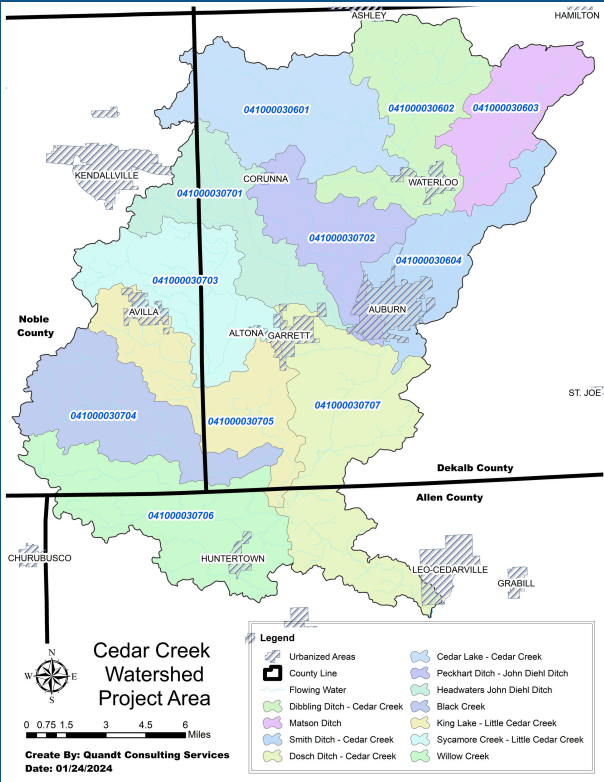 ASHLEY
HAMILTON
041000030601
041000030602
041000030603
KENDALLVILLE
CORUNNA
WATERLOO
041000030701
041000030702
041000030604
041000030703
AVILLA
AUBURN
Noble
County
ALTONA
GARRETT
ST. JOE
041000030704
041000030705
041000030707
Dekalb County
Allen County
041000030706
CHURUBUSCO
HUNTERTOWN
LEO-CEDARVILLE
GRABILL
Cedar Creek
Watershed
Project Area
N
W
E
S
0 0.75 1.5 3 4.5 6
Miles
Create By: Quandt Consulting Services
Date: 01/24/2024
Legend
Urbanized Areas
County Line
Flowing Water
Dibbling Ditch - Cedar Creek
Matson Ditch
Smith Ditch - Cedar Creek
Dosch Ditch - Cedar Creek
Cedar Lake - Cedar Creek
Peckhart Ditch - John Diehl Ditch
Headwaters John Diehl Ditch
Black Creek
King Lake - Little Cedar Creek
Sycamore Creek - Little Cedar Creek
Willow Creek